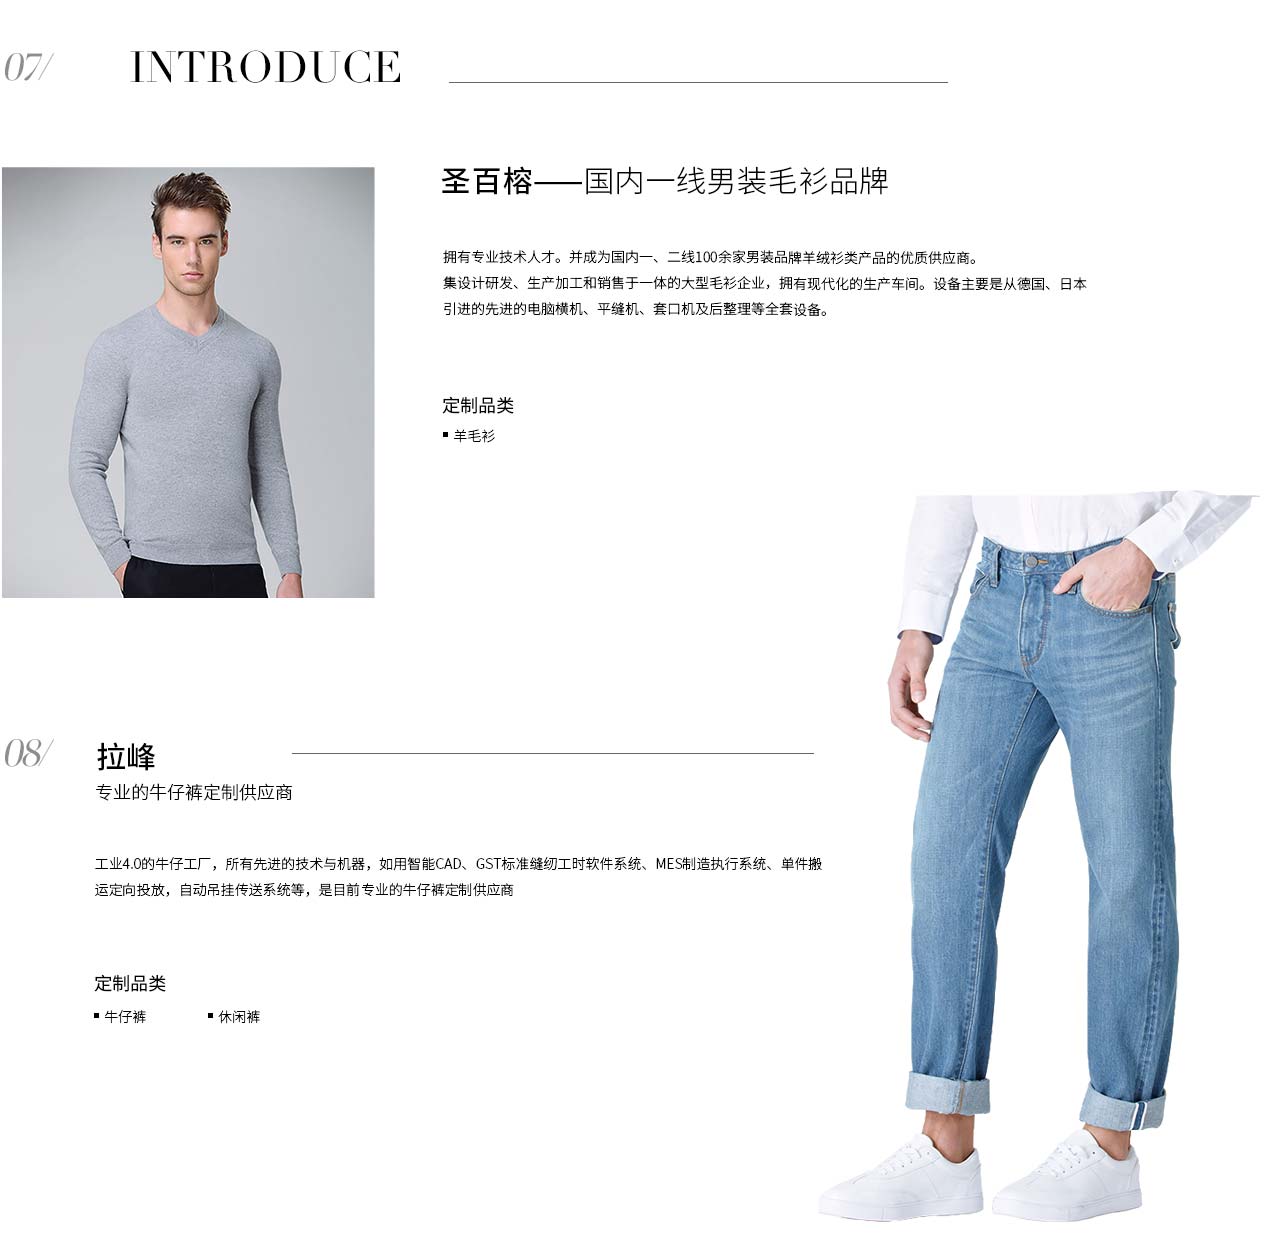 07/
INTRODUCE
圣百榕——国内一线男装毛衫品牌
拥有专业技术人才。并成为国内一、二线100余家男装品牌羊绒衫类产品的优质供应商。
集设计研发、生产加工和销售于一体的大型毛衫企业，拥有现代化的生产车间。设备主要是从德国、日本
引进的先进的电脑横机、平缝机、套口机及后整理等全套设备。
定制品类
▪ 羊毛衫
08/
拉峰
专业的牛仔裤定制供应商
工业4.0的牛仔工厂，所有先进的技术与机器，如用智能CAD、GST标准缝纫工时软件系统、MES制造执行系统、单件搬
运定向投放，自动吊挂传送系统等，是目前专业的牛仔裤定制供应商
定制品类
▪ 牛仔裤 ▪ 休闲裤